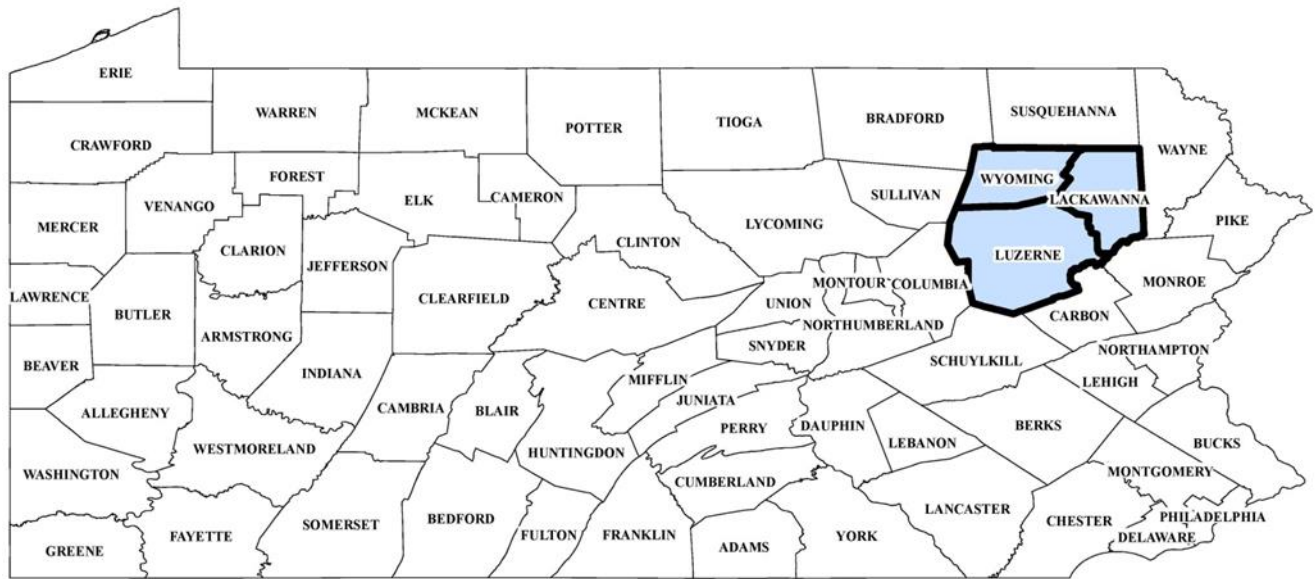 ERIE
WARREN
MCKEAN
POTTER
TIOGA
BRADFORD
SUSQUEHANNA
CRAWFORD
WAYNE
FOREST
WYOMING
VENANGO
ELK
CAMERON
SULLIVAN
LACKAWANNA
MERCER
LYCOMING
PIKE
CLARION
CLINTON
JEFFERSON
LUZERNE
LAWRENCE
CLEARFIELD
CENTRE
UNION
MONTOUR
COLUMBIA
MONROE
BUTLER
ARMSTRONG
NORTHUMBERLAND
CARBON
BEAVER
SNYDER
NORTHAMPTON
INDIANA
MIFFLIN
SCHUYLKILL
LEHIGH
ALLEGHENY
CAMBRIA
BLAIR
JUNIATA
PERRY
DAUPHIN
BERKS
WESTMORELAND
HUNTINGDON
LEBANON
BUCKS
WASHINGTON
CUMBERLAND
MONTGOMERY
LANCASTER
SOMERSET
BEDFORD
FULTON
FRANKLIN
YORK
CHESTER
PHILADELPHIA
FAYETTE
ADAMS
DELAWARE
GREENE